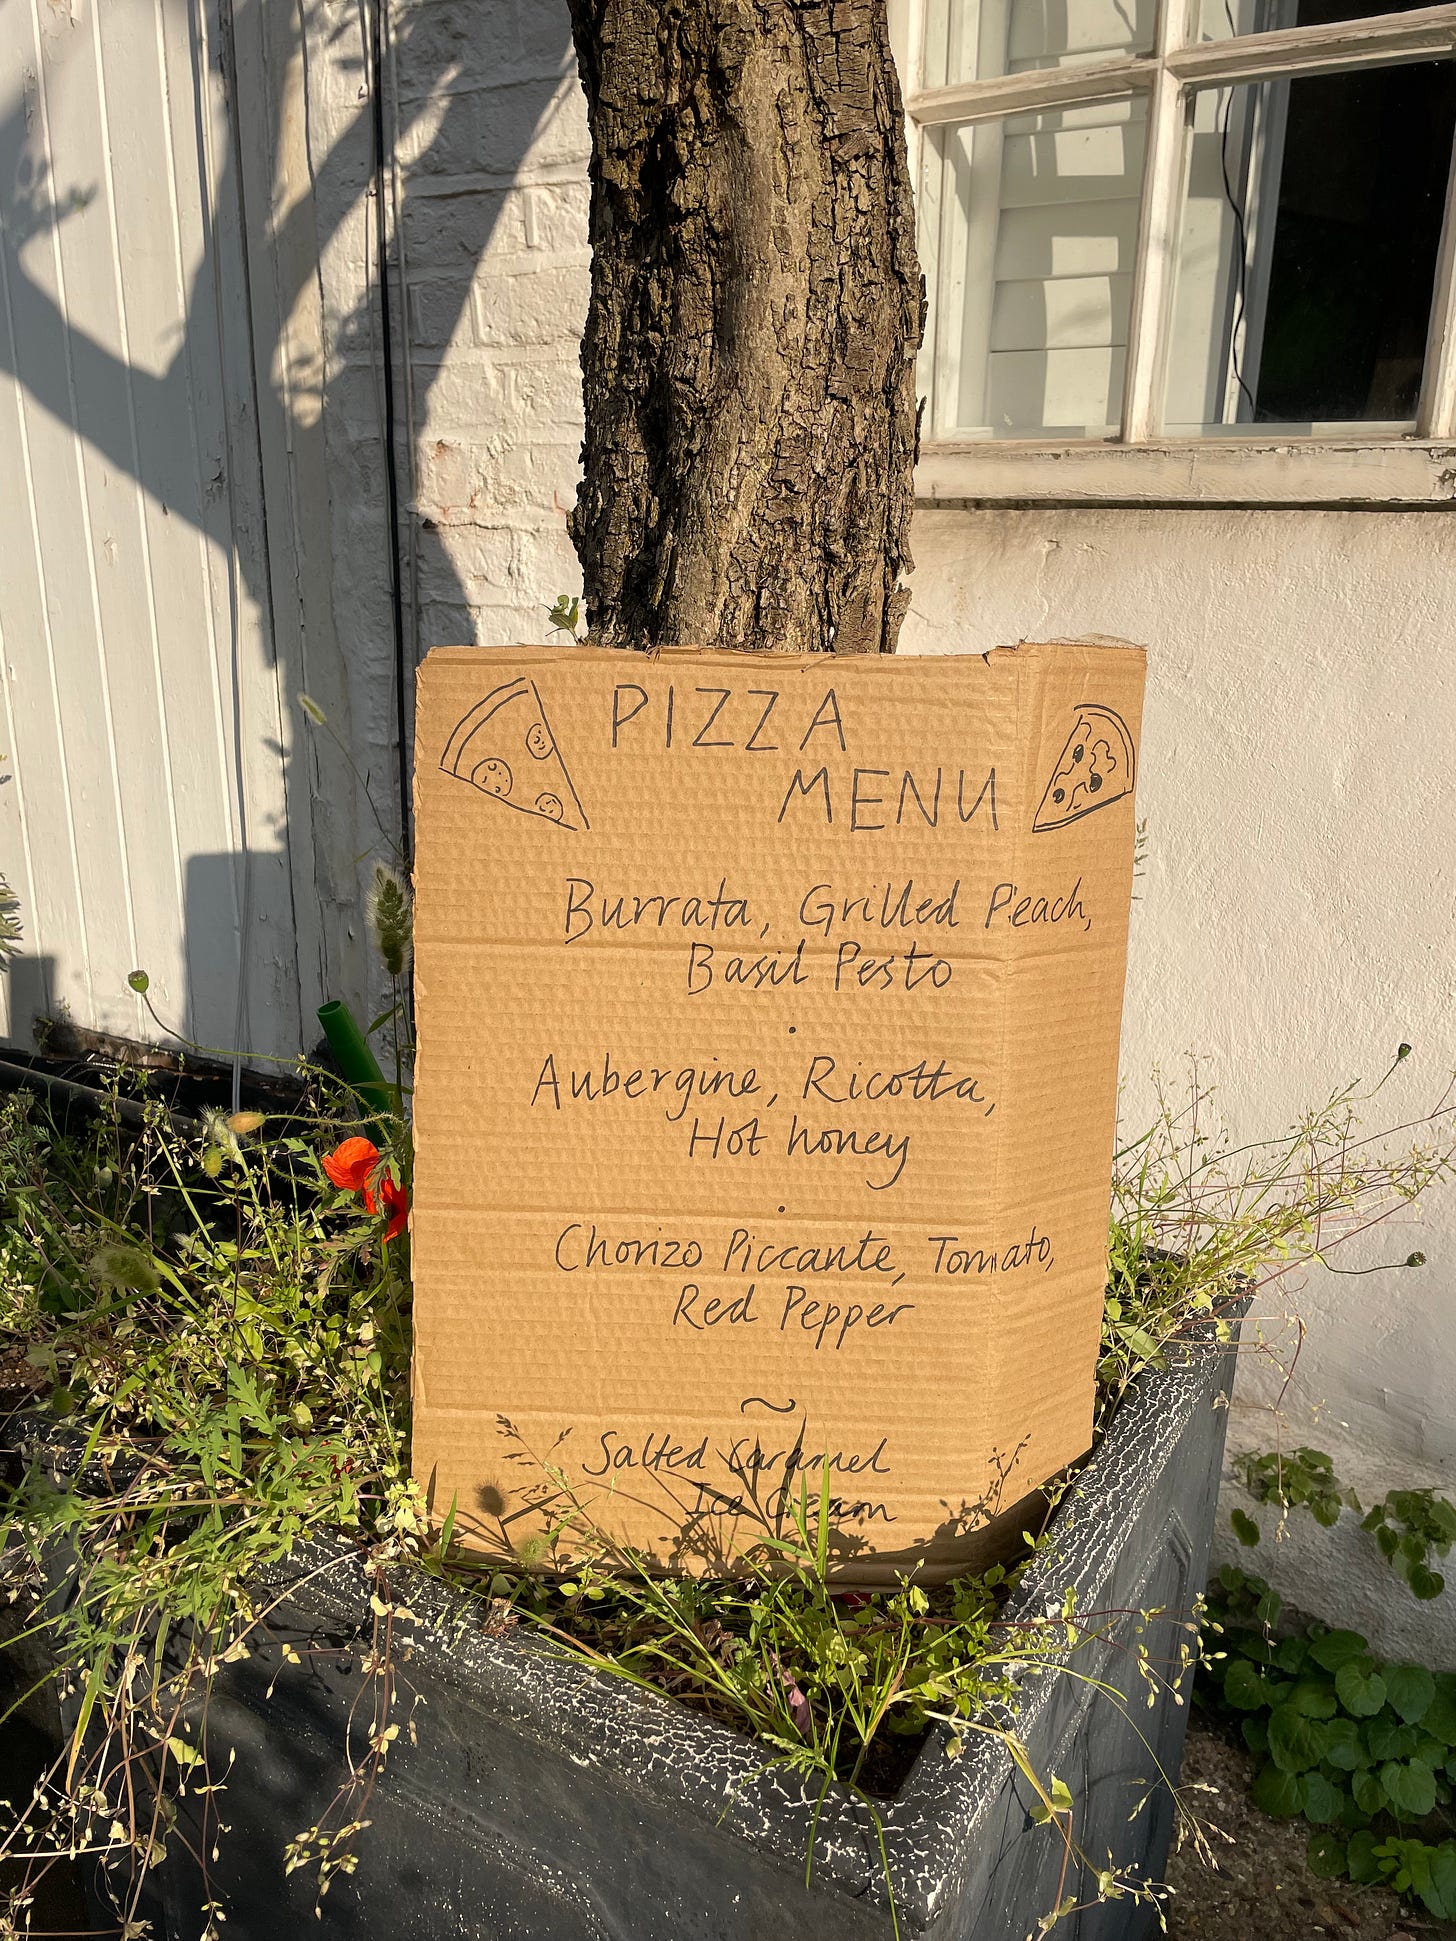 PIZZA
MENU
Burrata, Grilled Peach,
Basil Pesto
.
Aubergine, Ricotta,
Hot honey
.
Chorizo Piccante, Tomato,
Red Pepper
~
Salted Caramel
Ice Cream